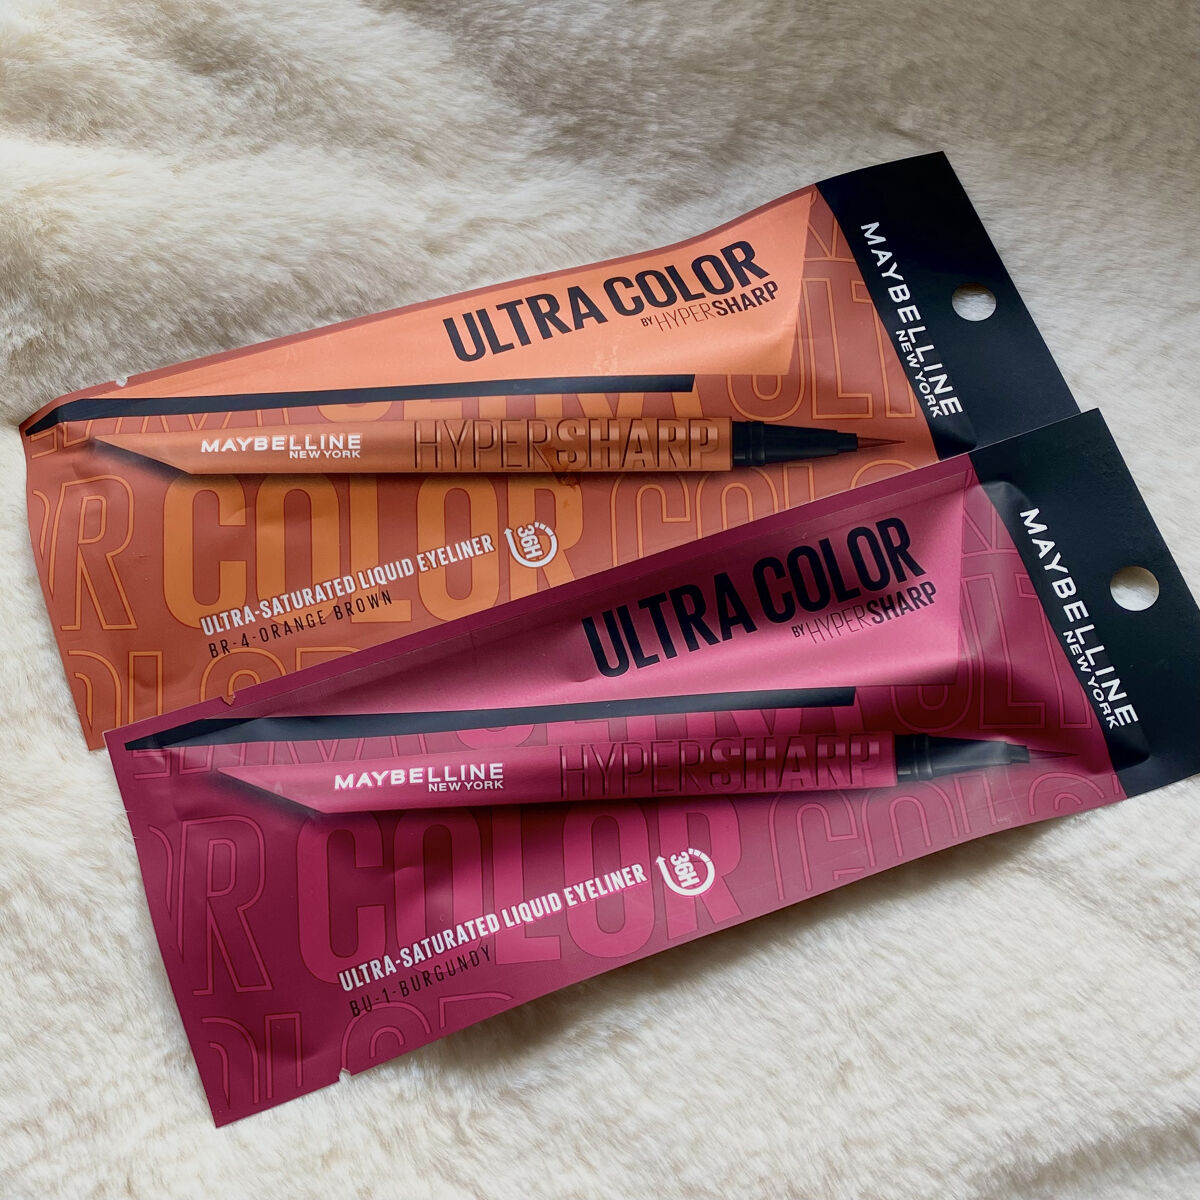 ULTRA COLOR
BY HYPERSHARP
MAYBELLINE
NEW YORK
MAYBELLINE
NEW YORK
HYPERSHARP
COLOR
36H
ULTRA-SATURATED LIQUID EYELINER
BR-4-ORANGE BROWN
ULTRA COLOR
BY HYPERSHARP
MAYBELLINE
NEW YORK
MAYBELLINE
NEW YORK
HYPERSHARP
COLOR
36H
ULTRA-SATURATED LIQUID EYELINER
BU-1-BURGUNDY